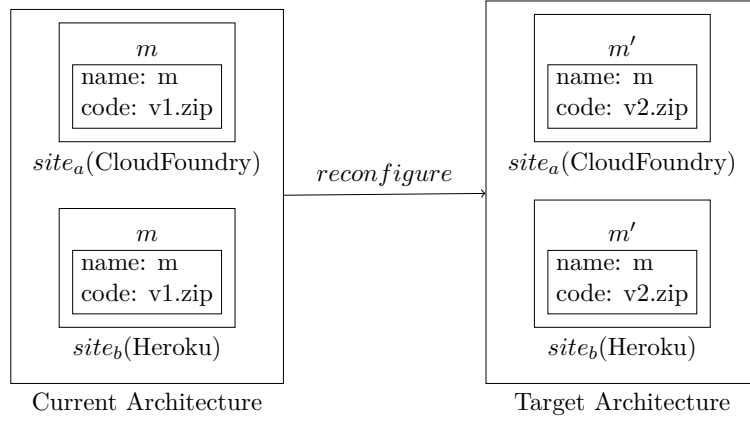 m
name: m
code: v1.zip
site_a(CloudFoundry)
m
name: m
code: v1.zip
site_b(Heroku)
Current Architecture
reconfigure
m′
name: m
code: v2.zip
site_a(CloudFoundry)
m′
name: m
code: v2.zip
site_b(Heroku)
Target Architecture